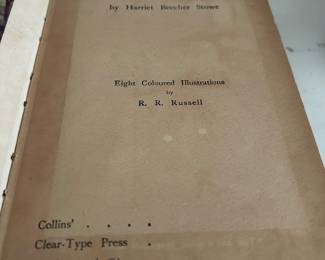 by Harriet Beecher Stowe
Eight Coloured Illustrations
by
R. R. Russell
Collins' . . . .
Clear-Type Press .